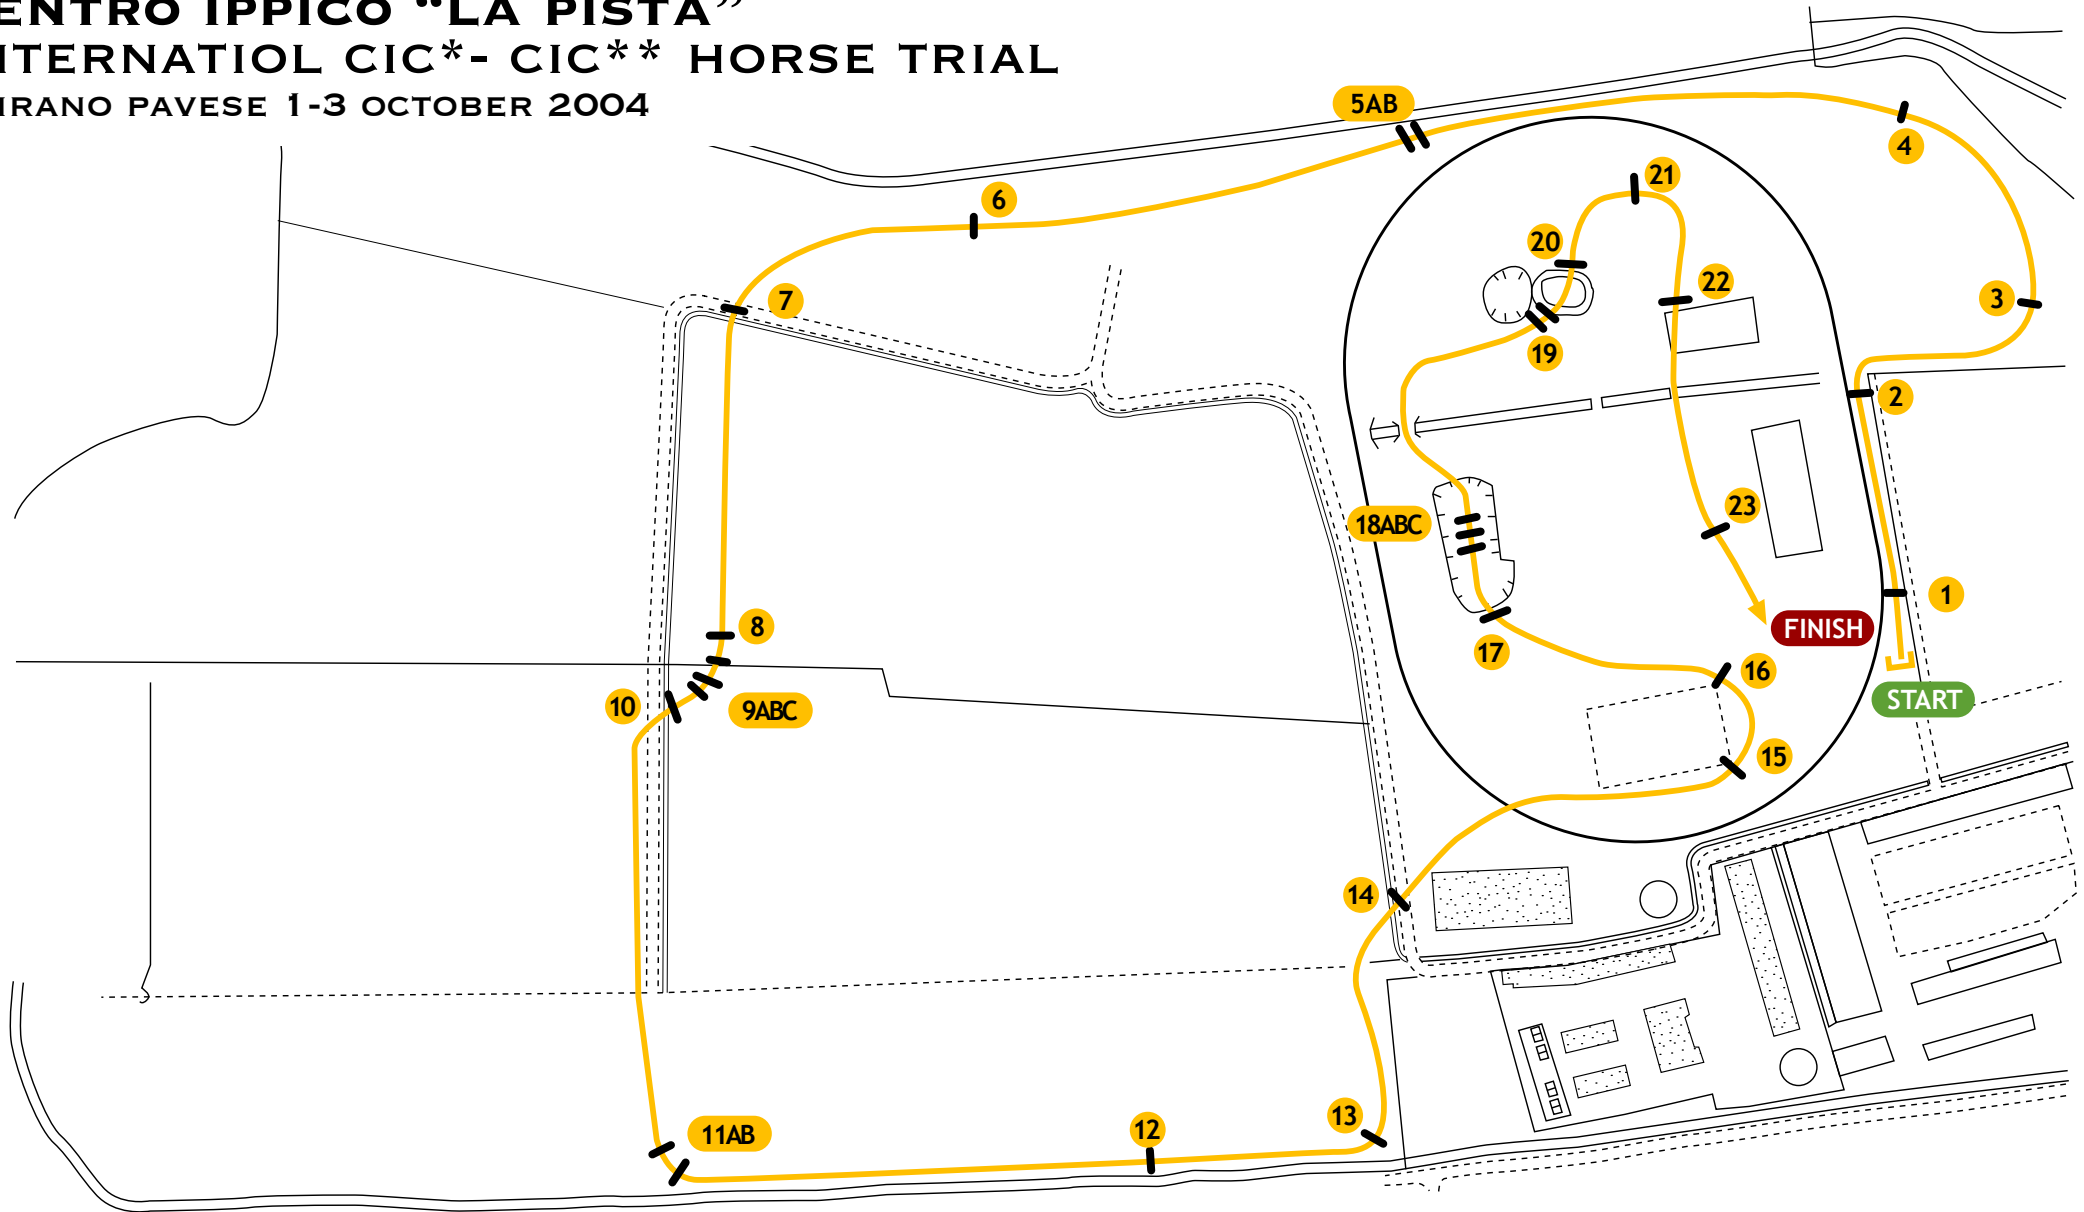 ENTRO IPPICO “LA PISTA”
NTERNATIOL CIC*- CIC** HORSE TRIAL
IRANO PAVESE 1-3 OCTOBER 2004
5AB
4
21
6
20
22
3
7
19
2
23
18ABC
1
8
FINISH
17
16
START
10
9ABC
15
14
13
12
11AB